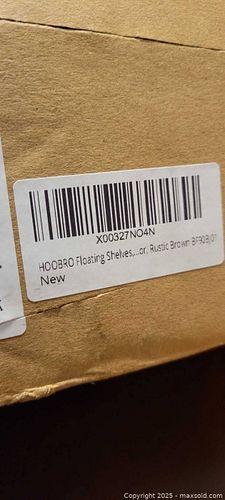 X00327NO4N
HOOBRO Floating Shelves,...or, Rustic Brown BF90BJ01
New
Copyright 2025 - maxsold.com